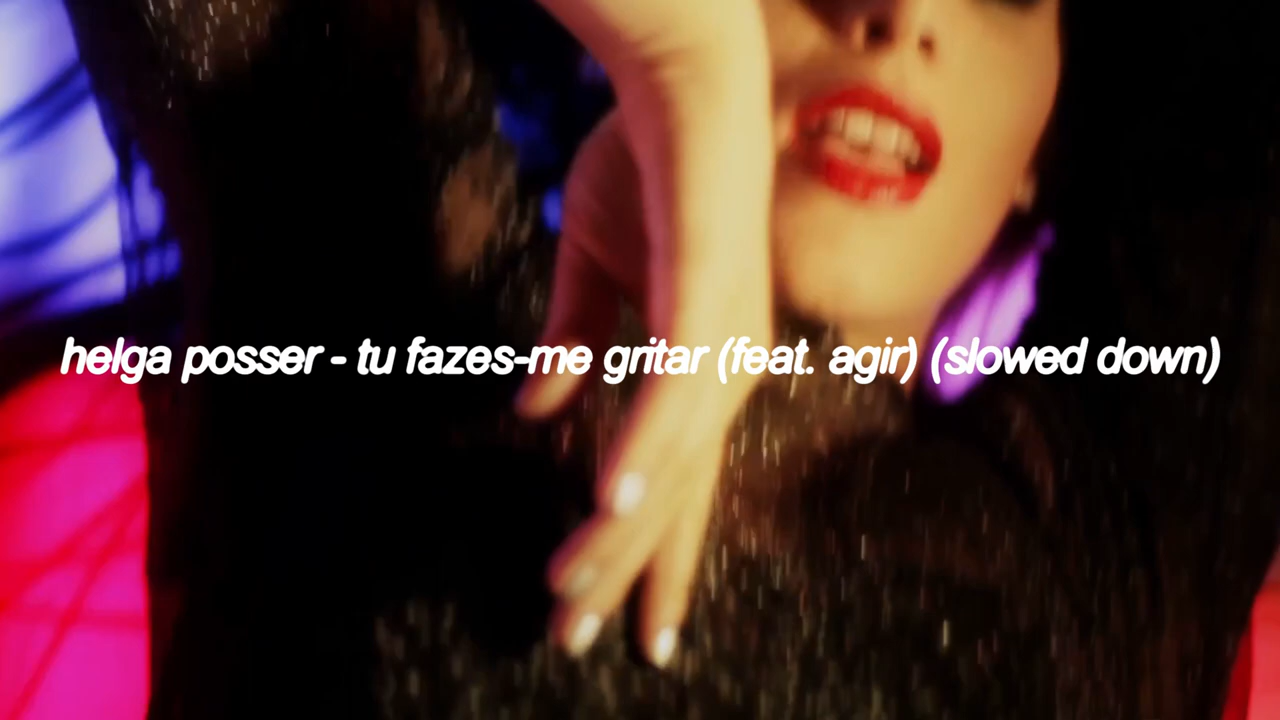 helga posser - tu fazes-me gritar (feat. agir) (slowed down)